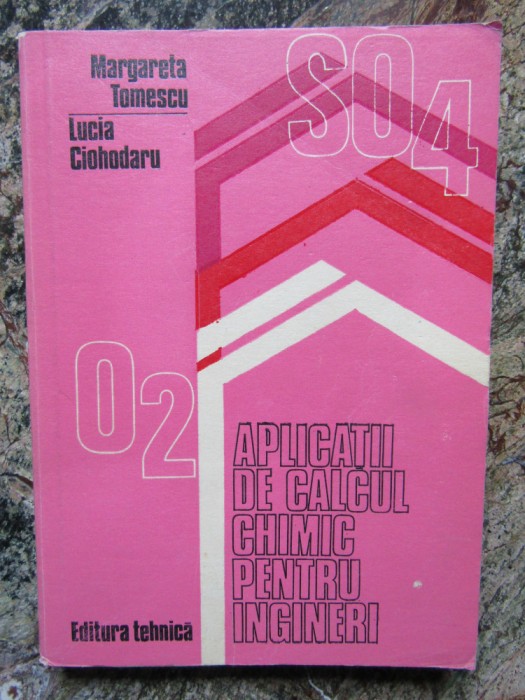 Margareta
Tomescu
Lucia
Ciohodaru
SO4
O2
APLICAȚII
DE CALCUL
CHIMIC
PENTRU
INGINERI
Editura tehnică